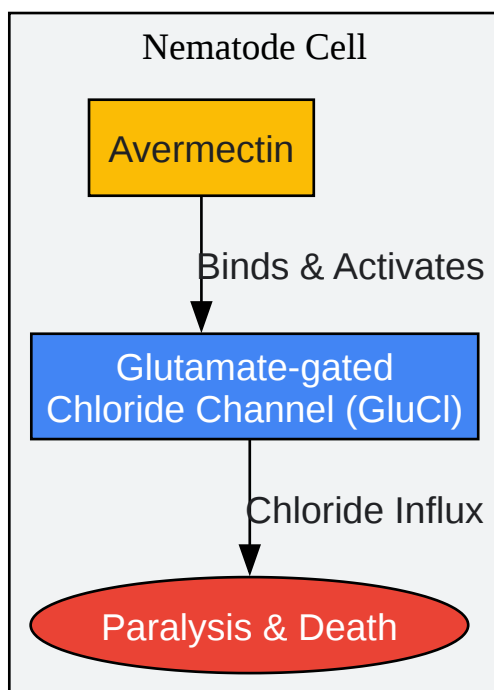 Nematode Cell
Avermectin
Binds & Activates
Glutamate-gated
Chloride Channel (GluCl)
Chloride Influx
Paralysis & Death